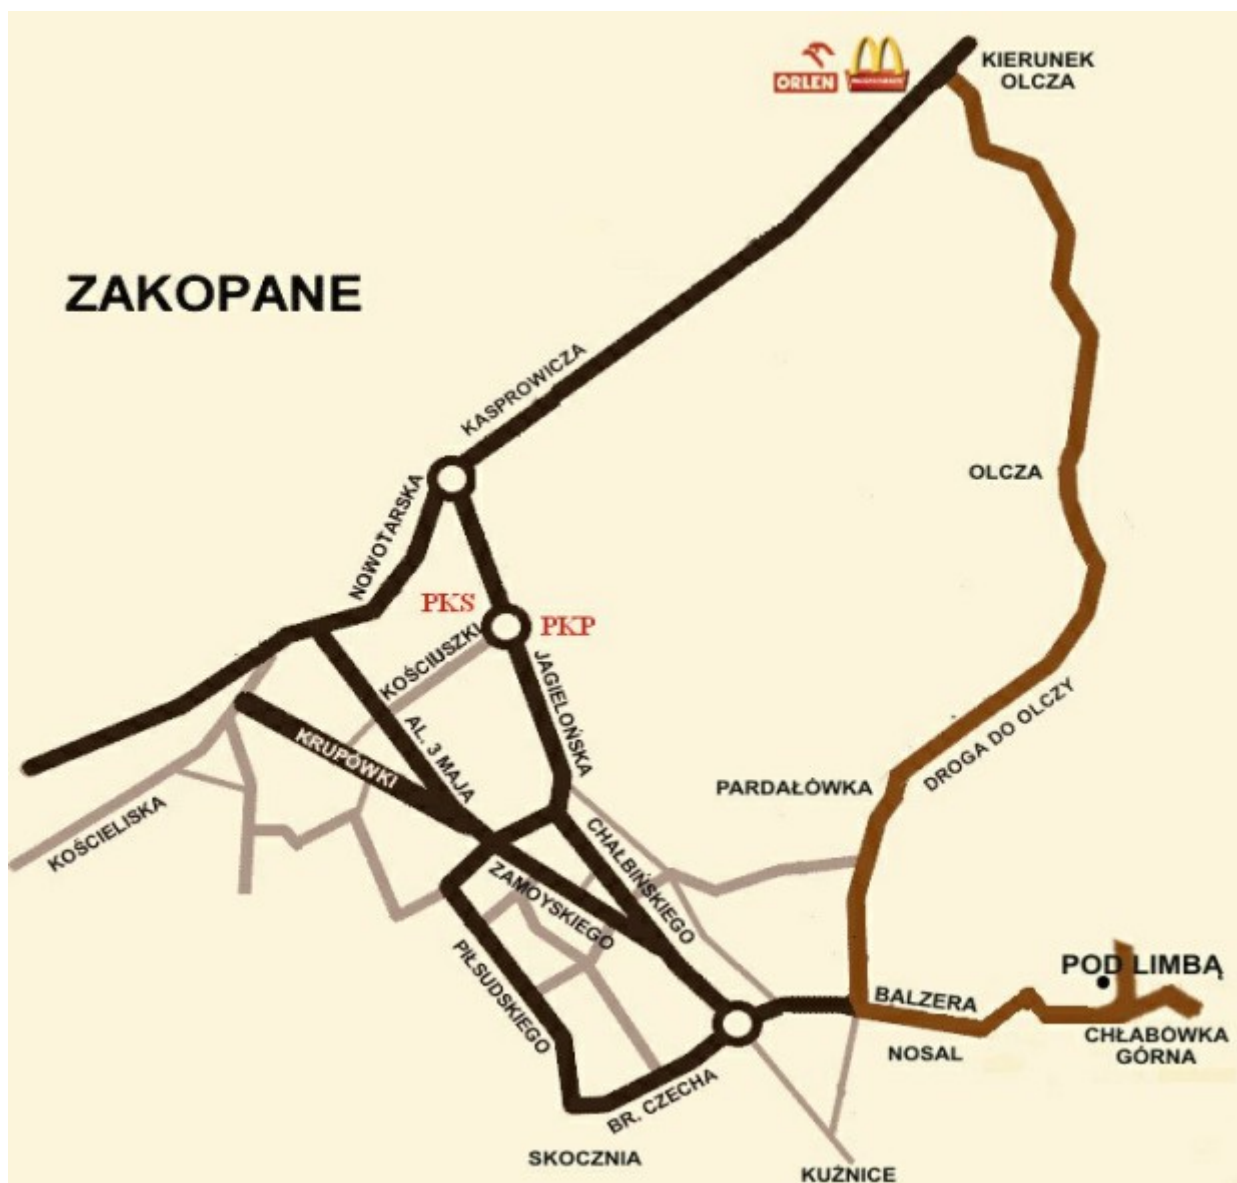 KIERUNEK
OLCZA
ORLEN
ZAKOPANE
KASPROWICZA
NOWOTARSKA
OLCZA
PKS
PKP
KOŚCIUSZKI
JAGIELOŃSKA
DROGA DO OLCZY
AL. 3 MAJA
KRUPÓWKI
PARDAŁÓWKA
KOŚCIELISKA
CHAŁBIŃSKIEGO
ZAMOYSKIEGO
PIŁSUDSKIEGO
POD LIMBĄ
BALZERA
CHŁABÓWKA
GÓRNA
NOSAL
BR. CZECHA
SKOCZNIA
KUŹNICE